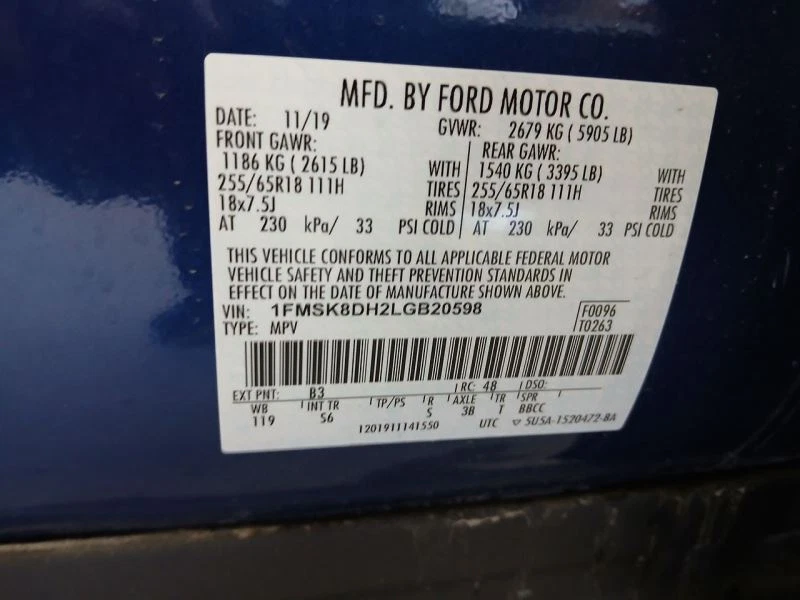 MFD. BY FORD MOTOR CO.
DATE: 11/19 GVWR: 2679 KG ( 5905 LB)
FRONT GAWR: REAR GAWR:
1186 KG ( 2615 LB) WITH 1540 KG ( 3395 LB) WITH
255/65R18 111H TIRES 255/65R18 111H TIRES
18x7.5J RIMS 18x7.5J RIMS
AT 230 kPa/ 33 PSI COLD AT 230 kPa/ 33 PSI COLD
THIS VEHICLE CONFORMS TO ALL APPLICABLE FEDERAL MOTOR
VEHICLE SAFETY AND THEFT PREVENTION STANDARDS IN
EFFECT ON THE DATE OF MANUFACTURE SHOWN ABOVE.
VIN: 1FMSK8DH2LGB20598 F0096
TYPE: MPV T0263
EXT PNT: B3 RC: 48 DSO:
WB INT TR TP/PS R AXLE TR SPR
119 S6 S 3B T BBCC
1201911141550 UTC ▽ 5U5A-1520472-BA